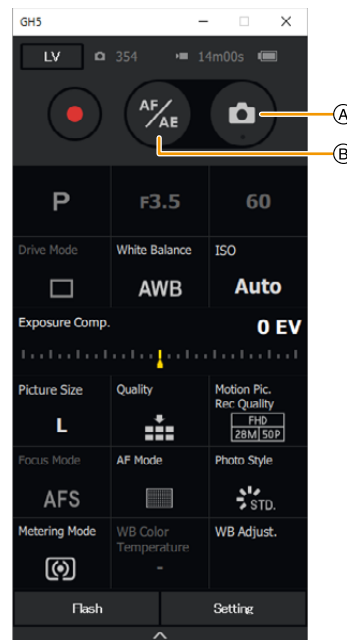 GH5
LV 354 14m00s
AF/AE
A
B
P F3.5 60
Drive Mode White Balance ISO
AWB Auto
Exposure Comp. 0 EV
Picture Size Quality Motion Pic.
Rec Quality
L FHD
28M 50P
Focus Mode AF Mode Photo Style
AFS STD.
Metering Mode WB Color
Temperature WB Adjust.
-
Flash Setting